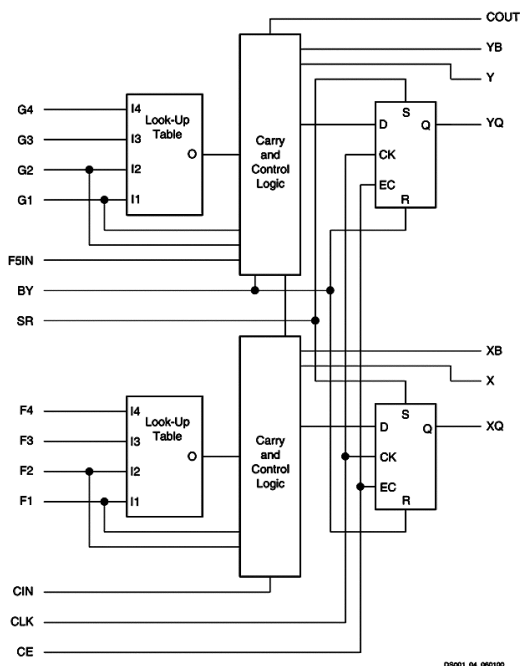 COUT
YB
Y
G4
G3
G2
G1
I4
I3
I2
I1
Look-Up
Table
O
Carry
and
Control
Logic
S
D
Q
CK
EC
R
YQ
F5IN
BY
SR
XB
X
F4
F3
F2
F1
I4
I3
I2
I1
Look-Up
Table
O
Carry
and
Control
Logic
S
D
Q
CK
EC
R
XQ
CIN
CLK
CE
DS001_04_060100